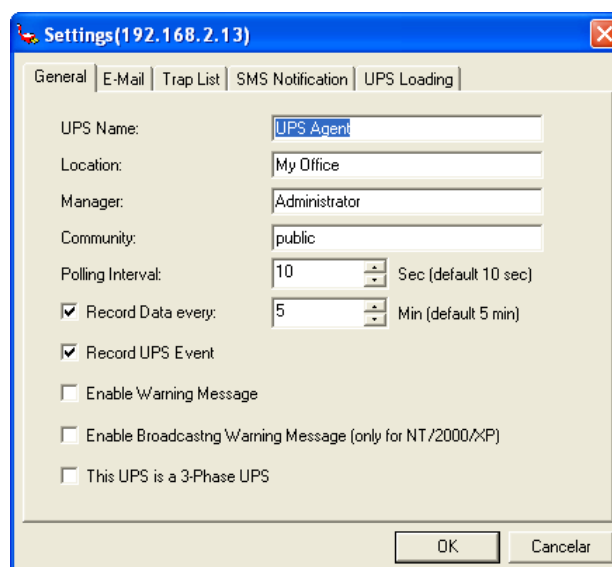 Settings(192.168.2.13)
General E-Mail Trap List SMS Notification UPS Loading
UPS Name: UPS Agent
Location: My Office
Manager: Administrator
Community: public
Polling Interval: 10 Sec (default 10 sec)
Record Data every: 5 Min (default 5 min)
Record UPS Event
Enable Warning Message
Enable Broadcastng Warning Message (only for NT/2000/XP)
This UPS is a 3-Phase UPS
OK Cancelar